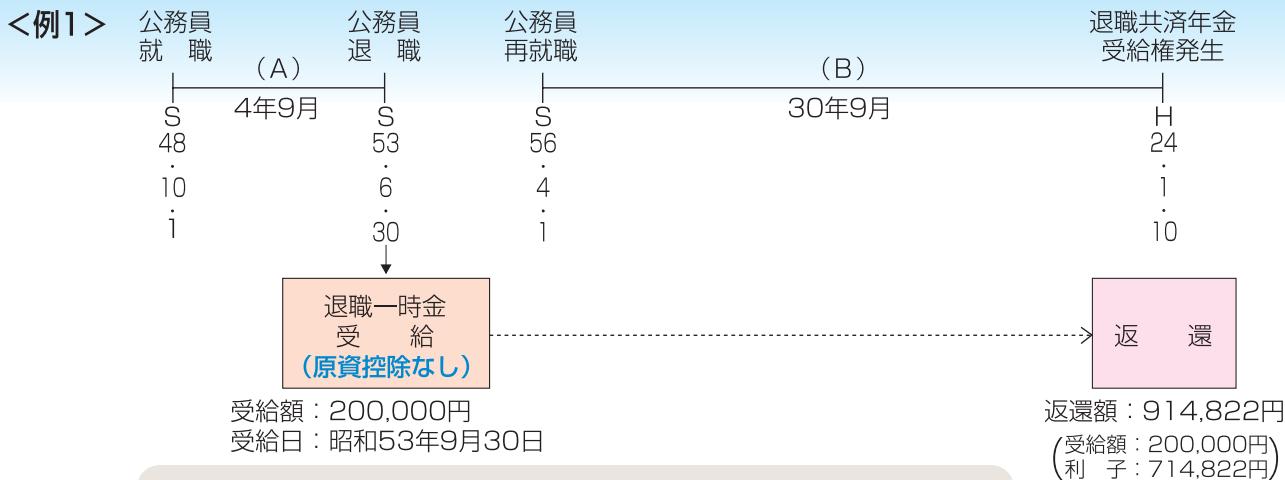 <例1>
公務員
就　職
公務員
退　職
公務員
再就職
退職共済年金
受給権発生
（A）
（B）
4年9月
30年9月
S
48
・
10
・
1
S
53
・
6
・
30
S
56
・
4
・
1
H
24
・
1
・
10
退職一時金
受　　給
（原資控除なし）
返　還
受給額：200,000円
受給日：昭和53年9月30日
返還額：914,822円
（受給額：200,000円
利　子：714,822円）